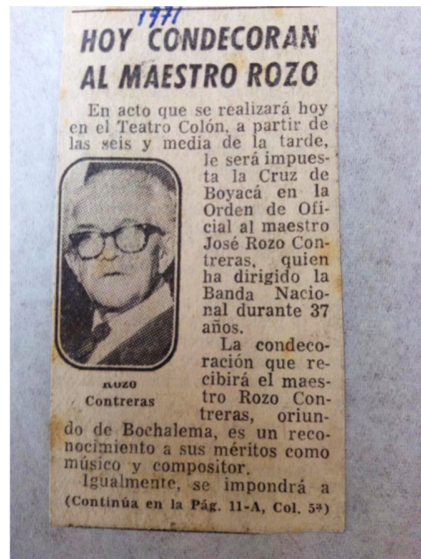 1971
HOY CONDECORAN
AL MAESTRO ROZO
En acto que se realizará hoy
en el Teatro Colón, a partir de
las seis y media de la tarde,
le será impues-
ta la Cruz de
Boyacá en la
Orden de Ofi-
cial al maestro
José Rozo Con-
treras, quien
ha dirigido la
Banda Nacio-
nal durante 37
años.
La condeco-
ración que re-
cibirá el maes-
tro Rozo Con-
treras, oriun-
do de Bochalema, es un reco-
nocimiento a sus méritos como
músico y compositor.
Igualmente, se impondrá a
(Continúa en la Pág. 11-A, Col. 5ª)
Rozo
Contreras